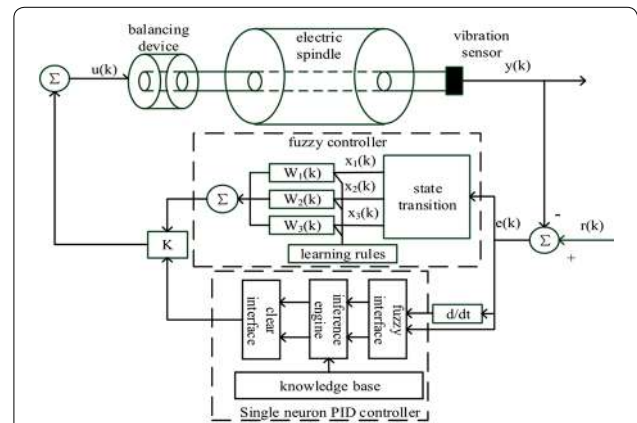 balancing
device
electric
spindle
vibration
sensor
Σ
u(k)
y(k)
fuzzy controller
W₁(k)
W₂(k)
W₃(k)
x₁(k)
x₂(k)
x₃(k)
state
transition
learning rules
Σ
K
e(k)
-
Σ
r(k)
+
clear
interface
inference
engine
fuzzy
interface
d/dt
knowledge base
Single neuron PID controller